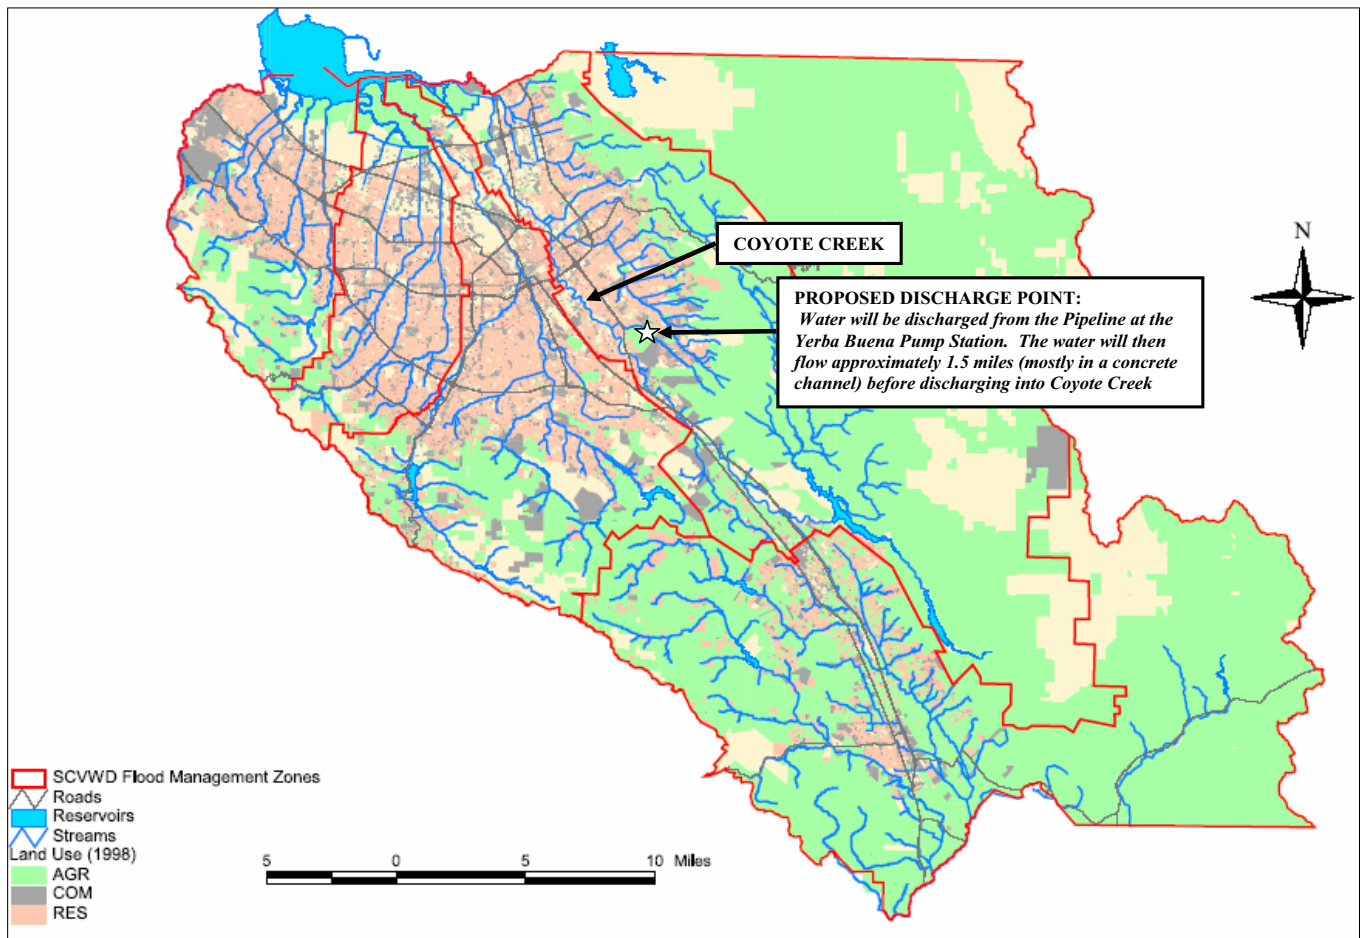 N
COYOTE CREEK
PROPOSED DISCHARGE POINT:
Water will be discharged from the Pipeline at the
Yerba Buena Pump Station. The water will then
flow approximately 1.5 miles (mostly in a concrete
channel) before discharging into Coyote Creek
SCVWD Flood Management Zones
Roads
Reservoirs
Streams
Land Use (1998)
AGR
COM
RES
5 0 5 10 Miles